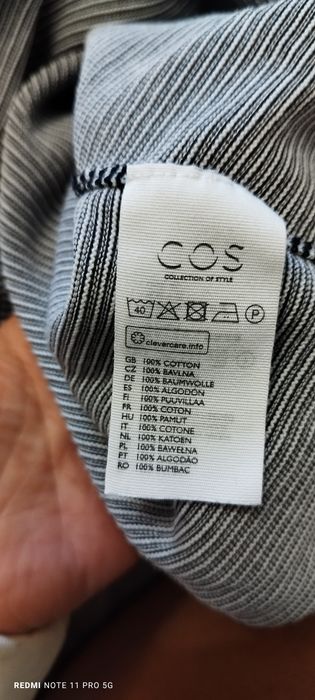 COS
COLLECTION OF STYLE
40 P
clevercare.info
GB 100% COTTON
CZ 100% BAVLNA
DE 100% BAUMWOLLE
ES 100% ALGODÓN
FI 100% PUUVILLAA
FR 100% COTON
HU 100% PAMUT
IT 100% COTONE
NL 100% KATOEN
PL 100% BAWEŁNA
PT 100% ALGODÃO
RO 100% BUMBAC
REDMI NOTE 11 PRO 5G